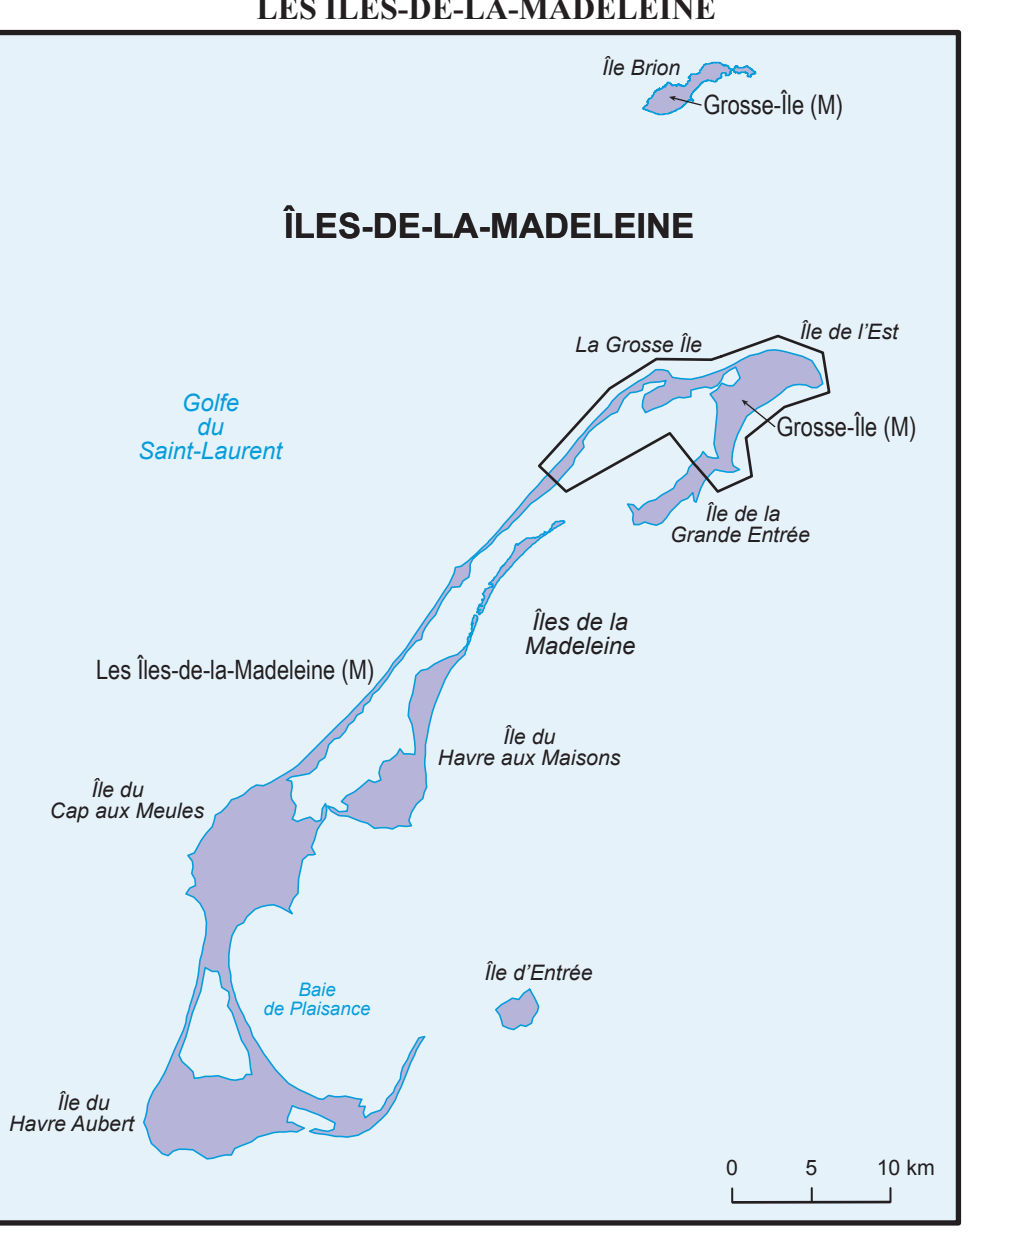 LES ÎLES-DE-LA-MADELEINE
Île Brion
Grosse-Île (M)
ÎLES-DE-LA-MADELEINE
La Grosse Île
Île de l’Est
Golfe
du
Saint-Laurent
Grosse-Île (M)
Île de la
Grande Entrée
Îles de la
Madeleine
Les Îles-de-la-Madeleine (M)
Île du
Havre aux Maisons
Île du
Cap aux Meules
Île d’Entrée
Baie
de Plaisance
Île du
Havre Aubert
0 5 10 km